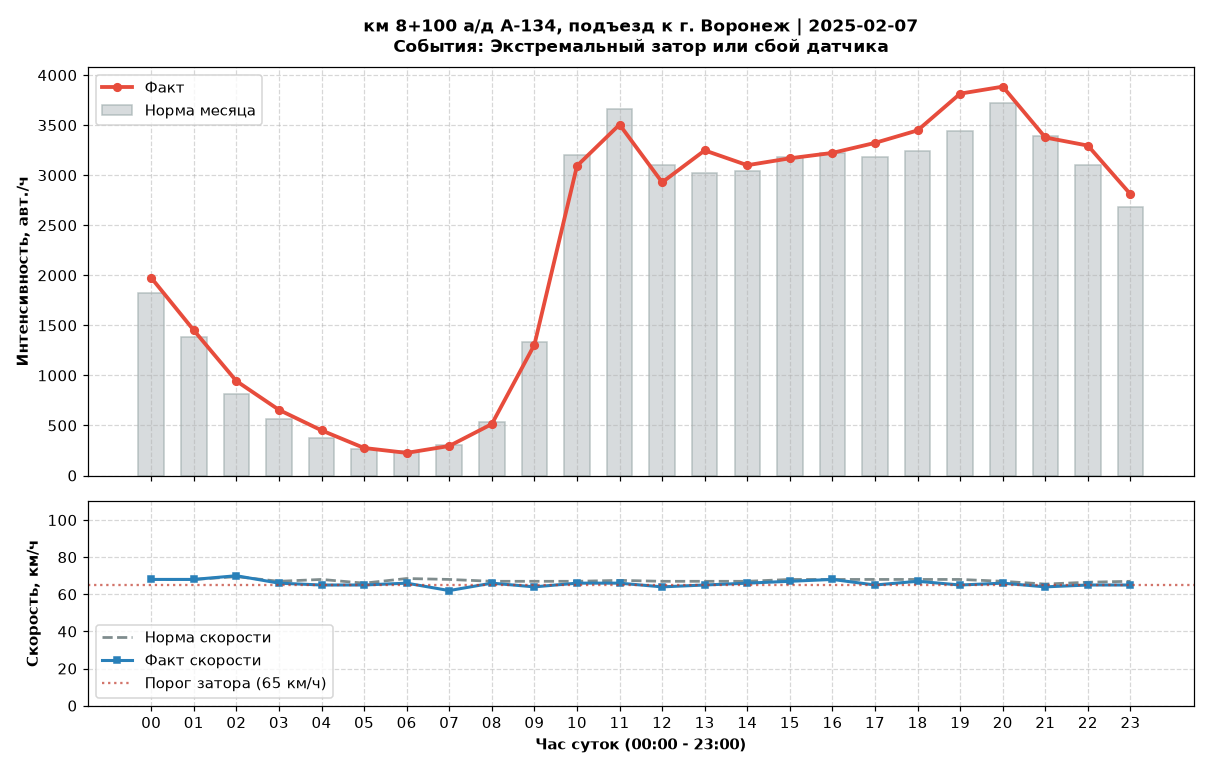 км 8+100 а/д А-134, подъезд к г. Воронеж | 2025-02-07
События: Экстремальный затор или сбой датчика
Интенсивность, авт./ч
4000
3500
3000
2500
2000
1500
1000
500
0
Факт
Норма месяца
Скорость, км/ч
100
80
60
40
20
0
Норма скорости
Факт скорости
Порог затора (65 км/ч)
00 01 02 03 04 05 06 07 08 09 10 11 12 13 14 15 16 17 18 19 20 21 22 23
Час суток (00:00 - 23:00)